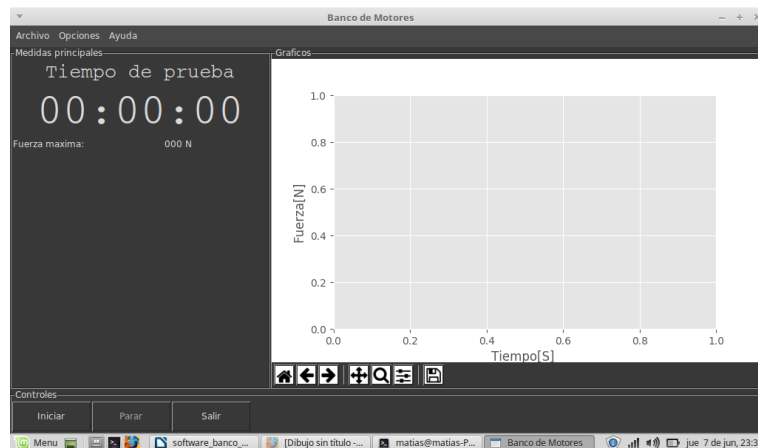 Banco de Motores
Archivo Opciones Ayuda
Medidas principales
Tiempo de prueba
00:00:00
Fuerza maxima: 000 N
Graficos
1.0
0.8
0.6
0.4
0.2
0.0
Fuerza[N]
0.0 0.2 0.4 0.6 0.8 1.0
Tiempo[S]
Controles
Iniciar Parar Salir
Menu software_banco_... [Dibujo sin título -... matias@matias-P... Banco de Motores jue 7 de jun, 23:3